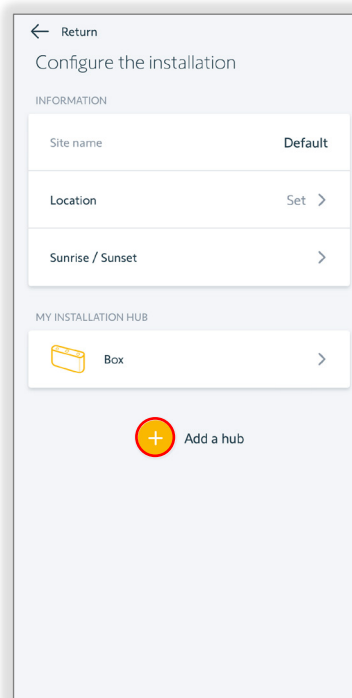 Return
Configure the installation
INFORMATION
Site name Default
Location Set
Sunrise / Sunset
MY INSTALLATION HUB
Box
Add a hub